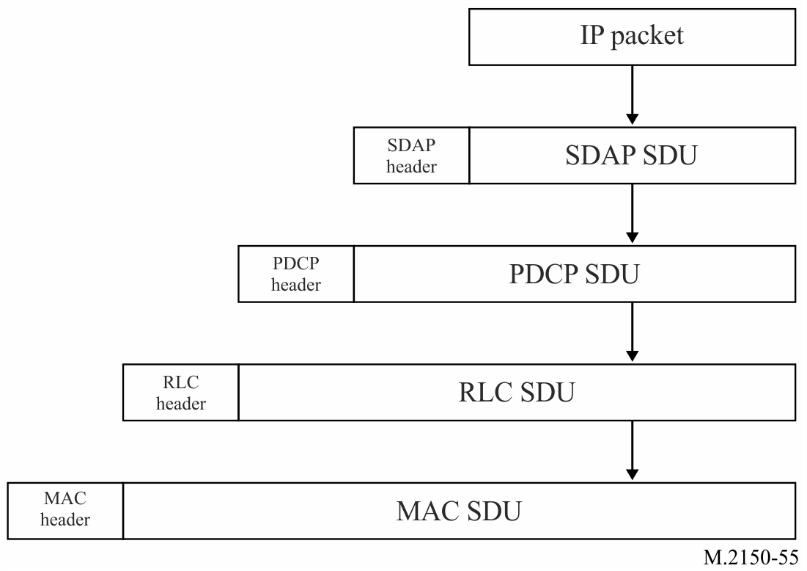 IP packet
SDAP
header
SDAP SDU
PDCP
header
PDCP SDU
RLC
header
RLC SDU
MAC
header
MAC SDU
M.2150-55